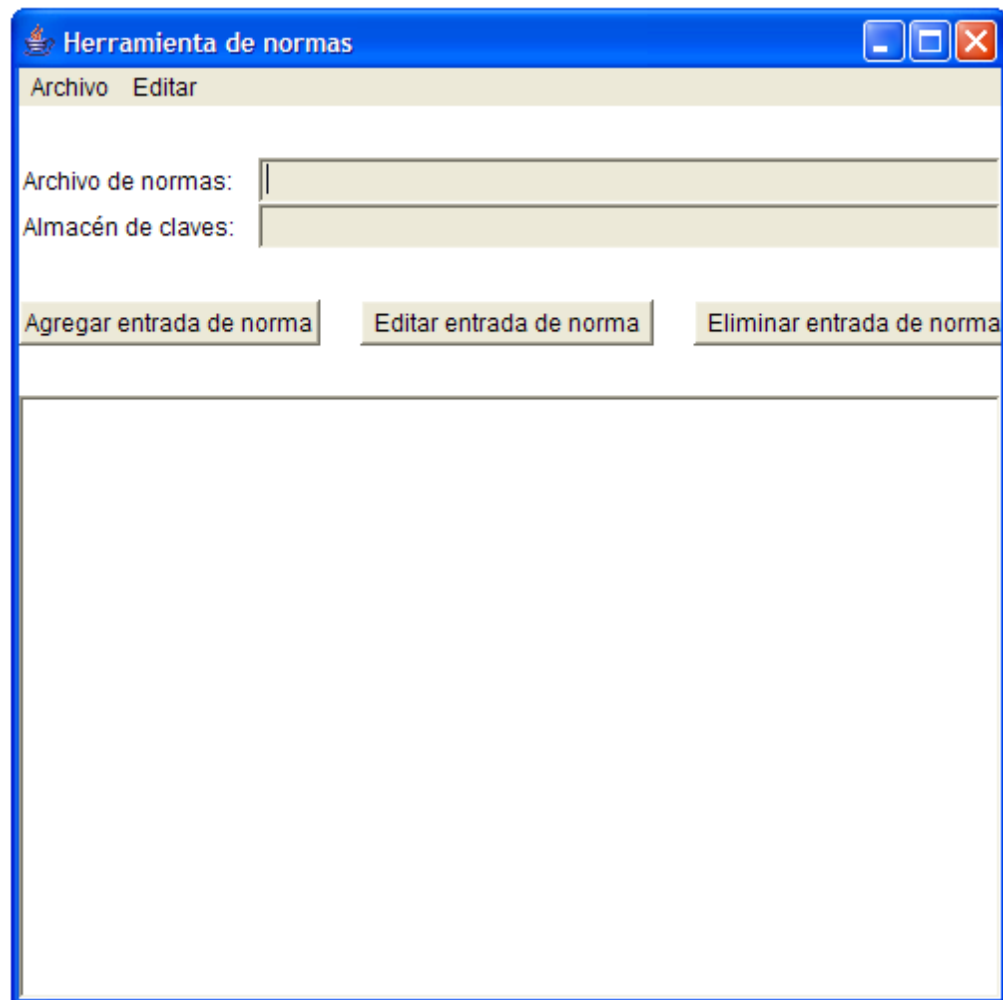 Herramienta de normas
Archivo Editar
Archivo de normas:
Almacén de claves:
Agregar entrada de norma Editar entrada de norma Eliminar entrada de norma